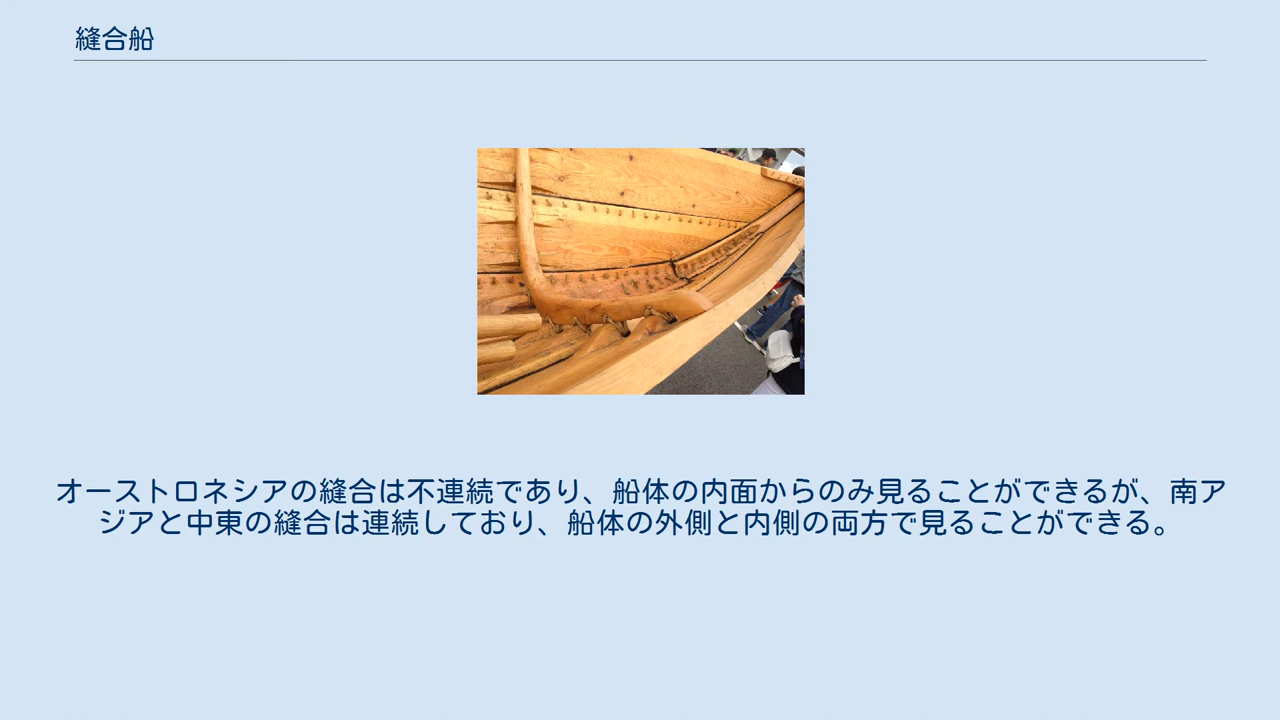 縫合船
オーストロネシアの縫合は不連続であり、船体の内面からのみ見ることができるが、南ア
ジアと中東の縫合は連続しており、船体の外側と内側の両方で見ることができる。